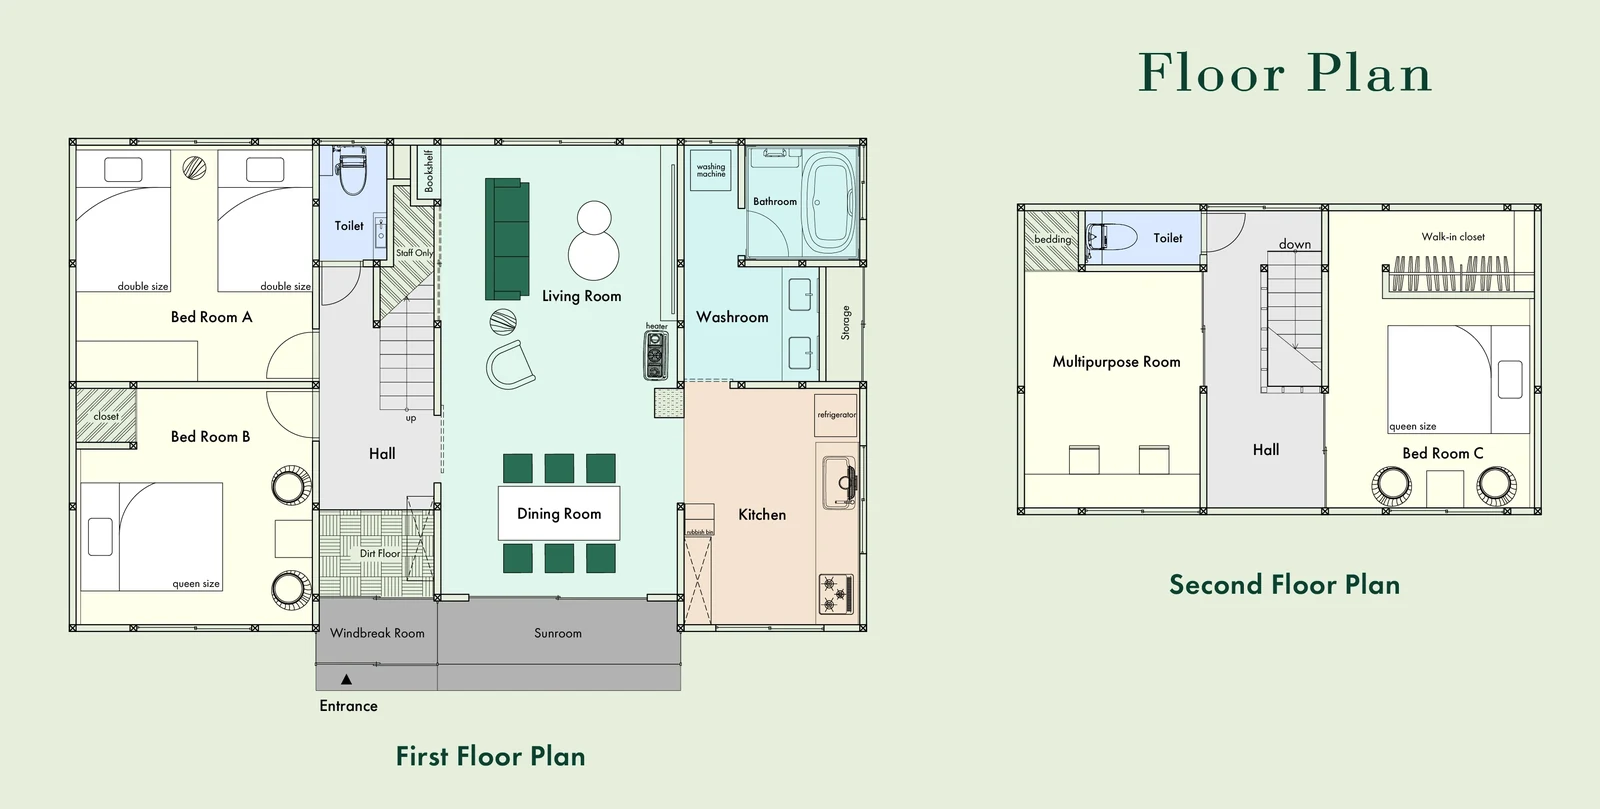 Floor Plan
Bookshelf
washing
machine
Bathroom
Toilet
Staff Only
double size
double size
Living Room
Bed Room A
Washroom
Storage
heater
closet
up
refrigerator
Bed Room B
Hall
Dining Room
Kitchen
rubbish bin
Dirt Floor
queen size
Windbreak Room
Sunroom
Entrance
First Floor Plan
bedding
Toilet
down
Walk-in closet
Multipurpose Room
queen size
Hall
Bed Room C
Second Floor Plan